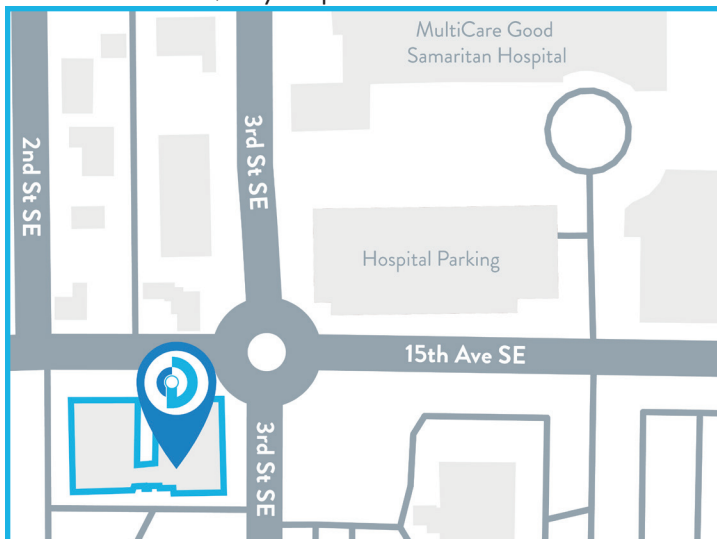 MultiCare Good
Samaritan Hospital
2nd St SE
3rd St SE
Hospital Parking
15th Ave SE
3rd St SE